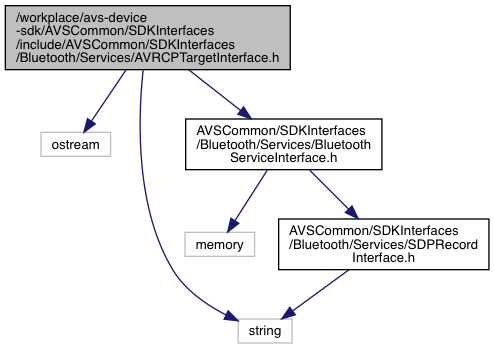 /workplace/avs-device
-sdk/AVSCommon/SDKInterfaces
/include/AVSCommon/SDKInterfaces
/Bluetooth/Services/AVRCPTargetInterface.h
ostream
AVSCommon/SDKInterfaces
/Bluetooth/Services/Bluetooth
ServiceInterface.h
memory
AVSCommon/SDKInterfaces
/Bluetooth/Services/SDPRecord
Interface.h
string